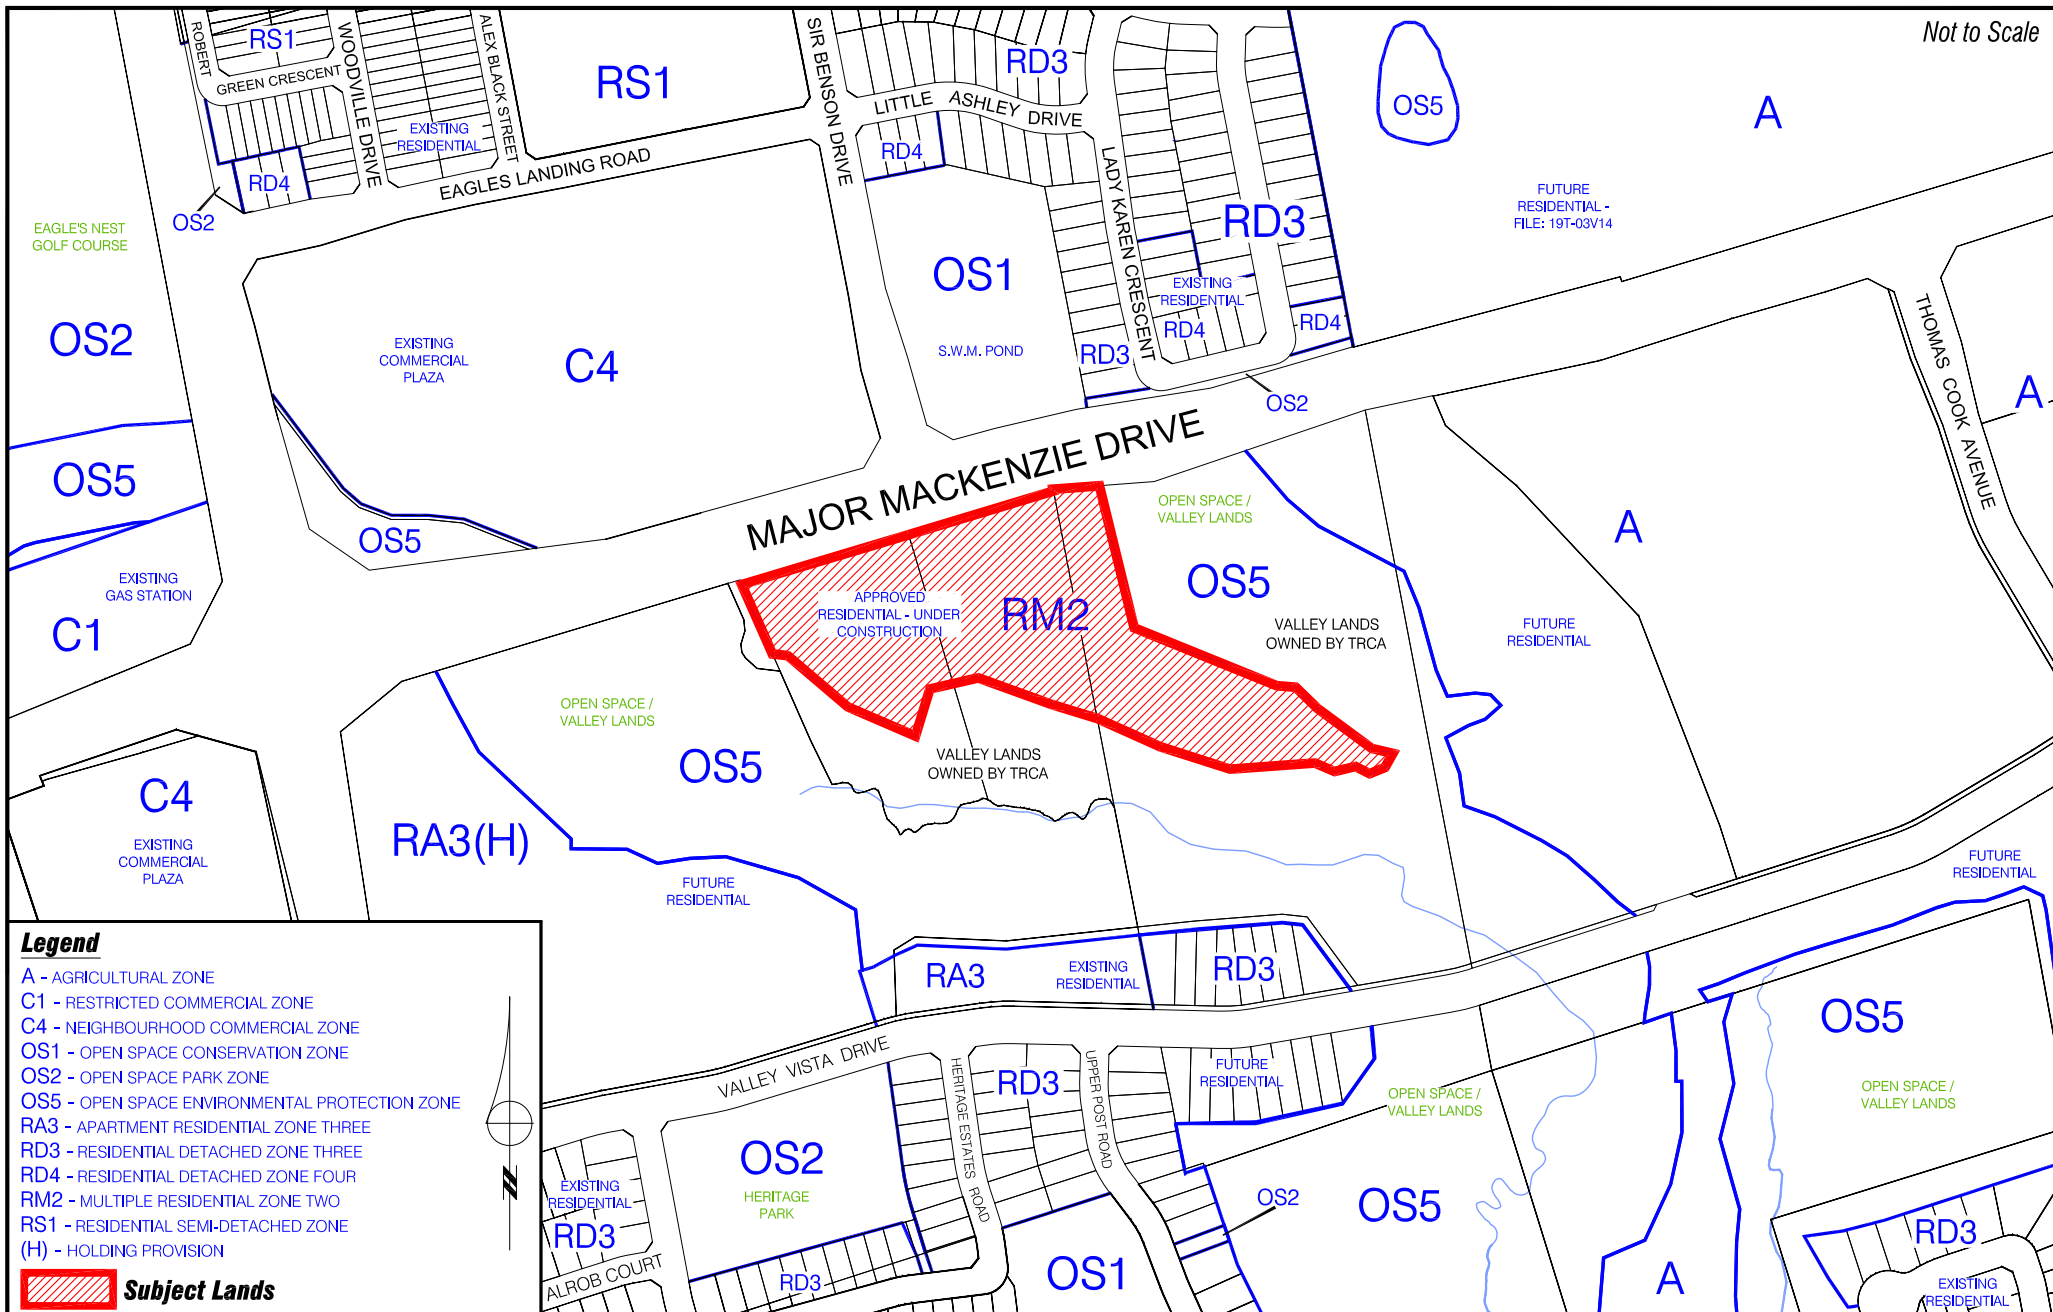 Not to Scale
ROBERT
RS1
GREEN CRESCENT
WOODVILLE DRIVE
ALEX BLACK STREET
EXISTING
RESIDENTIAL
RD4
OS2
EAGLES LANDING ROAD
RS1
SIR BENSON DRIVE
RD3
LITTLE ASHLEY DRIVE
RD4
LADY KAREN CRESCENT
RD3
OS5
A
FUTURE
RESIDENTIAL -
FILE: 19T-03V14
EAGLE'S NEST
GOLF COURSE
OS2
EXISTING
COMMERCIAL
PLAZA
C4
OS1
S.W.M. POND
EXISTING
RESIDENTIAL
RD4
RD4
RD3
OS2
THOMAS COOK AVENUE
A
OS5
OS5
MAJOR MACKENZIE DRIVE
OPEN SPACE /
VALLEY LANDS
OS5
A
EXISTING
GAS STATION
C1
APPROVED
RESIDENTIAL - UNDER
CONSTRUCTION
RM2
VALLEY LANDS
OWNED BY TRCA
FUTURE
RESIDENTIAL
OPEN SPACE /
VALLEY LANDS
OS5
VALLEY LANDS
OWNED BY TRCA
C4
EXISTING
COMMERCIAL
PLAZA
RA3(H)
FUTURE
RESIDENTIAL
FUTURE
RESIDENTIAL
RA3
EXISTING
RESIDENTIAL
RD3
OS5
OPEN SPACE /
VALLEY LANDS
VALLEY VISTA DRIVE
HERITAGE ESTATES ROAD
RD3
UPPER POST ROAD
FUTURE
RESIDENTIAL
OPEN SPACE /
VALLEY LANDS
OS2
HERITAGE
PARK
EXISTING
RESIDENTIAL
RD3
ALROB COURT
RD3
OS1
OS2
OS5
A
RD3
EXISTING
RESIDENTIAL
Legend
A - AGRICULTURAL ZONE
C1 - RESTRICTED COMMERCIAL ZONE
C4 - NEIGHBOURHOOD COMMERCIAL ZONE
OS1 - OPEN SPACE CONSERVATION ZONE
OS2 - OPEN SPACE PARK ZONE
OS5 - OPEN SPACE ENVIRONMENTAL PROTECTION ZONE
RA3 - APARTMENT RESIDENTIAL ZONE THREE
RD3 - RESIDENTIAL DETACHED ZONE THREE
RD4 - RESIDENTIAL DETACHED ZONE FOUR
RM2 - MULTIPLE RESIDENTIAL ZONE TWO
RS1 - RESIDENTIAL SEMI-DETACHED ZONE
(H) - HOLDING PROVISION
Subject Lands
N